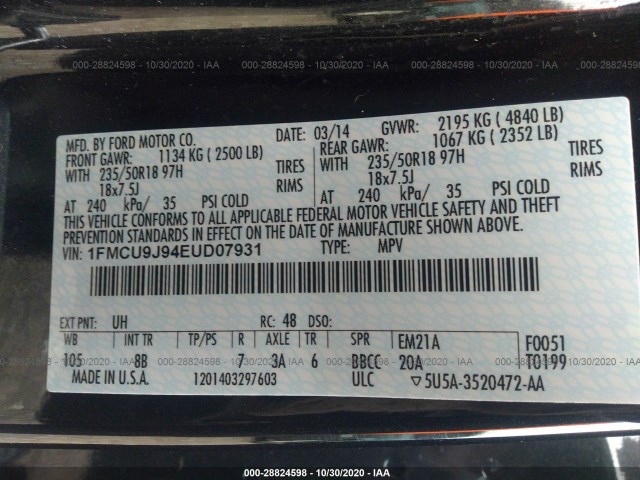 000-28824598 - 10/30/2020 - IAA
MFD. BY FORD MOTOR CO. DATE: 03/14 GVWR: 2195 KG ( 4840 LB)
FRONT GAWR: 1134 KG ( 2500 LB) REAR GAWR: 1067 KG ( 2352 LB)
WITH 235/50R18 97H TIRES WITH 235/50R18 97H TIRES
18x7.5J RIMS 18x7.5J RIMS
AT 240 kPa/ 35 PSI COLD AT 240 kPa/ 35 PSI COLD
THIS VEHICLE CONFORMS TO ALL APPLICABLE FEDERAL MOTOR VEHICLE SAFETY AND THEFT
PREVENTION STANDARDS IN EFFECT ON THE DATE OF MANUFACTURE SHOWN ABOVE.
VIN: 1FMCU9J94EUD07931 TYPE: MPV
EXT PNT: UH RC: 48 DSO:
WB INT TR TP/PS R AXLE TR SPR EM21A F0051
105 8B 7 3A 6 BBCC 20A T0199
MADE IN U.S.A. 1201403297603 ULC ▽5U5A-3520472-AA
000-28824598 - 10/30/2020 - IAA